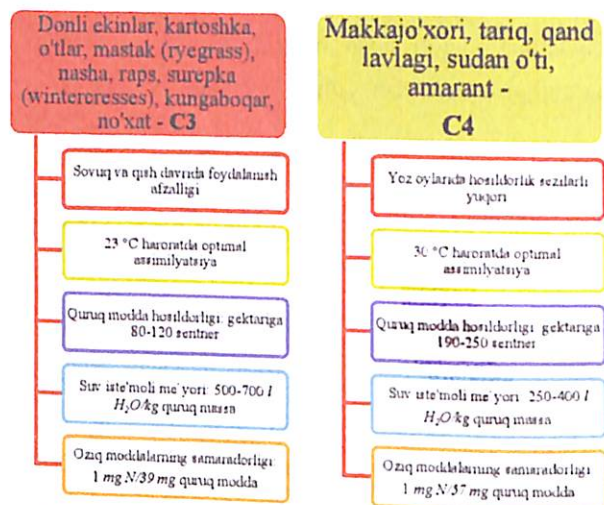 Donli ekinlar, kartoshka,
o'tlar, mastak (ryegrass),
nasha, raps, surepka
(wintercresses), kungaboqar,
no'xat - C3
Sovuq va qish davrida foydalanish
afzalligi
23 °C haroratda optimal
assimilyatsiya
Quruq modda hosildorligi: gektariga
80-120 sentner
Suv iste'moli me'yori: 500-700 l
H₂O/kg quruq massa
Oziq moddalarning samaradorligi:
1 mg N/39 mg quruq modda
Makkajo'xori, tariq, qand
lavlagi, sudan o'ti,
amarant -
C4
Yoz oylarida hosildorlik sezilarli
yuqori
30 °C haroratda optimal
assimilyatsiya
Quruq modda hosildorligi: gektariga
190-250 sentner
Suv iste'moli me'yori: 250-400 l
H₂O/kg quruq massa
Oziq moddalarning samaradorligi:
1 mg N/57 mg quruq modda